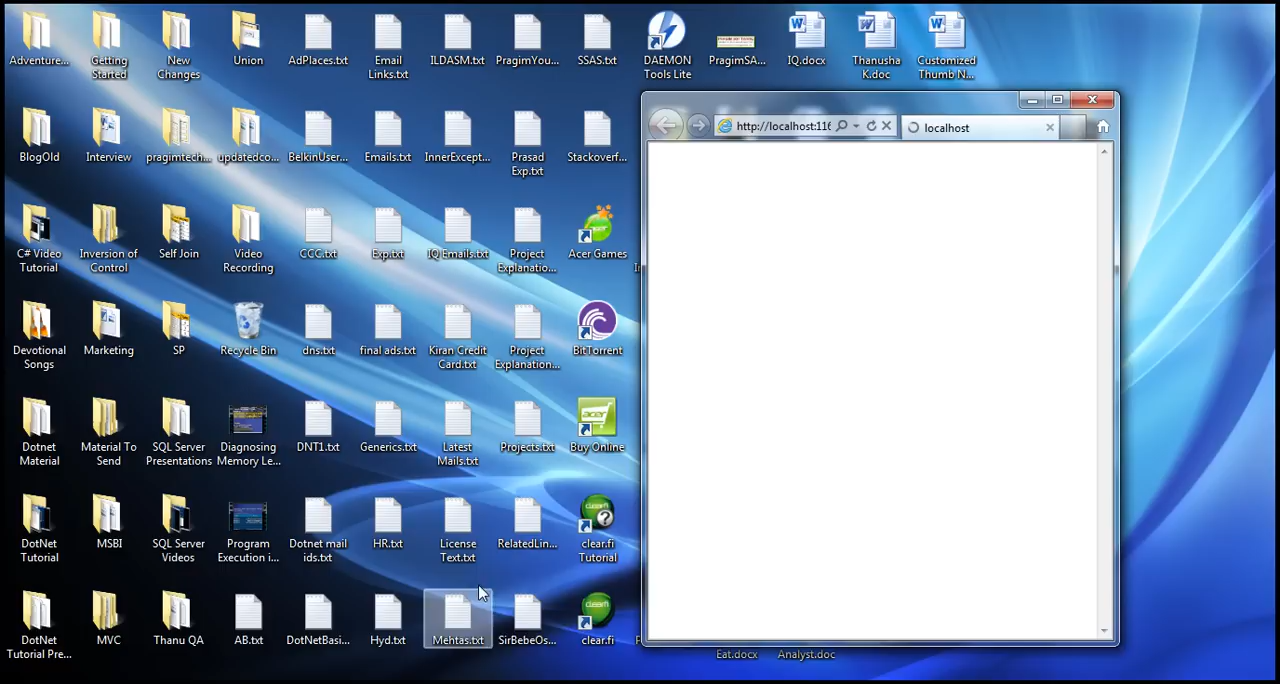 Adventure...
Getting
Started
New
Changes
Union
AdPlaces.txt
Email
Links.txt
ILDASM.txt
PragimYou...
SSAS.txt
DAEMON
Tools Lite
PragimSA...
IQ.docx
Thanusha
K.doc
Customized
Thumb N...
BlogOld
Interview
pragimtech...
updatedco...
BelkinUser...
Emails.txt
InnerExcept...
Prasad
Exp.txt
Stackoverf...
http://localhost:116
localhost
C# Video
Tutorial
Inversion of
Control
Self Join
Video
Recording
CCC.txt
Exp.txt
IQ Emails.txt
Project
Explanatio...
Acer Games
Devotional
Songs
Marketing
SP
Recycle Bin
dns.txt
final ads.txt
Kiran Credit
Card.txt
Project
Explanation...
BitTorrent
Dotnet
Material
Material To
Send
SQL Server
Presentations
Diagnosing
Memory Le...
DNT1.txt
Generics.txt
Latest
Mails.txt
Projects.txt
acer
Buy Online
DotNet
Tutorial
MSBI
SQL Server
Videos
Program
Execution i...
Dotnet mail
ids.txt
HR.txt
License
Text.txt
RelatedLin...
clear.fi
Tutorial
DotNet
Tutorial Pre...
MVC
Thanu QA
AB.txt
DotNetBasi...
Hyd.txt
Mehtas.txt
SirBebeOs...
clear.fi
Eat.docx
Analyst.doc